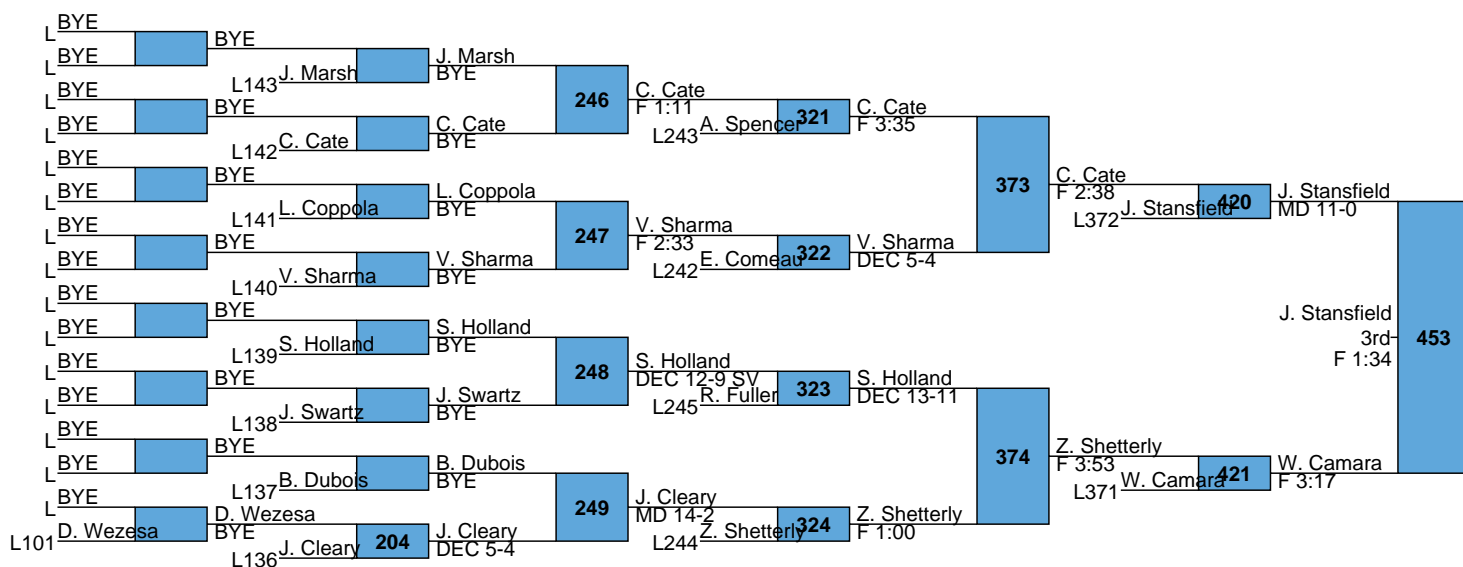 BYE
L
BYE
BYE
L
J. Marsh
L143
J. Marsh
BYE
BYE
L
BYE
BYE
L
C. Cate
L142
C. Cate
BYE
246
C. Cate
F 1:11
A. Spencer
L243
321
C. Cate
F 3:35
BYE
L
BYE
BYE
L
L. Coppola
L141
L. Coppola
BYE
BYE
L
BYE
BYE
L
V. Sharma
L140
V. Sharma
BYE
247
V. Sharma
F 2:33
E. Comeau
L242
322
V. Sharma
DEC 5-4
373
C. Cate
F 2:38
J. Stansfield
L372
420
J. Stansfield
MD 11-0
BYE
L
BYE
BYE
L
S. Holland
L139
S. Holland
BYE
BYE
L
BYE
BYE
L
J. Swartz
L138
J. Swartz
BYE
248
S. Holland
DEC 12-9 SV
R. Fuller
L245
323
S. Holland
DEC 13-11
BYE
L
BYE
BYE
L
B. Dubois
L137
B. Dubois
BYE
BYE
L
D. Wezesa
L101
D. Wezesa
BYE
J. Cleary
L136
204
J. Cleary
DEC 5-4
249
J. Cleary
MD 14-2
Z. Shetterly
L244
324
Z. Shetterly
F 1:00
374
Z. Shetterly
F 3:53
W. Camara
L371
421
W. Camara
F 3:17
J. Stansfield
3rd
F 1:34
453